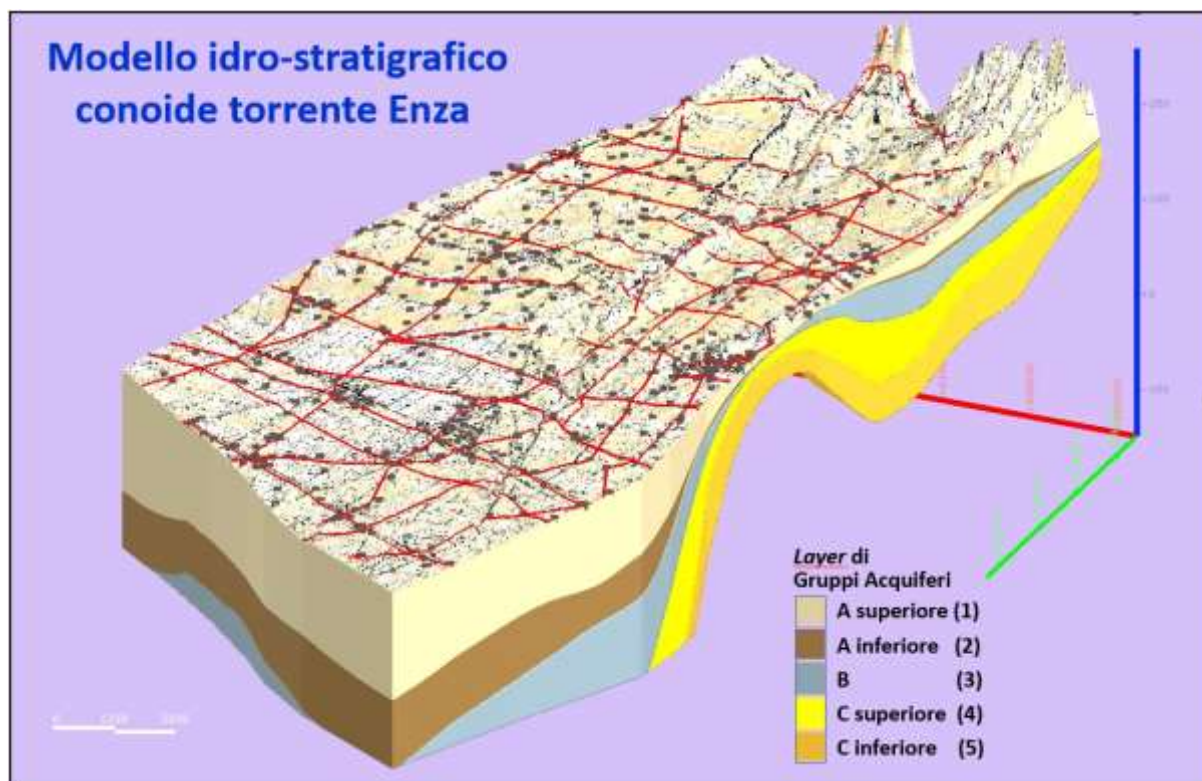 Modello idro-stratigrafico
conoide torrente Enza
Layer di
Gruppi Acquiferi
A superiore (1)
A inferiore (2)
B (3)
C superiore (4)
C inferiore (5)